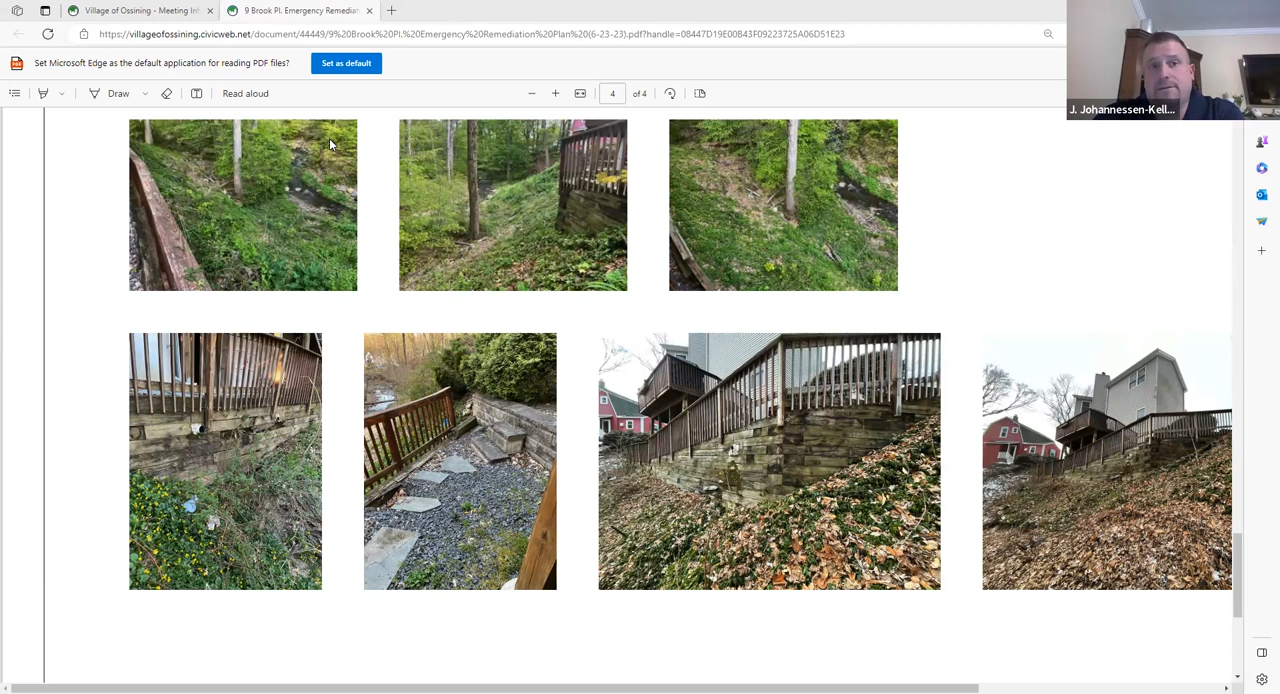 Village of Ossining - Meeting Inf
9 Brook Pl. Emergency Remediati
https://villageofossining.civicweb.net/document/44449/9%20Brook%20Pl.%20Emergency%20Remediation%20Plan%20(6-23-23).pdf?handle=08447D19E00B43F09223725A06D51E23
Set Microsoft Edge as the default application for reading PDF files?
Set as default
Draw
Read aloud
4
of 4
J. Johannessen-Kell...